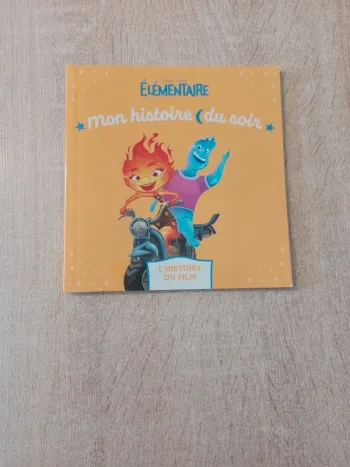 ÉLÉMENTAIRE
mon histoire du soir
L'HISTOIRE
DU FILM